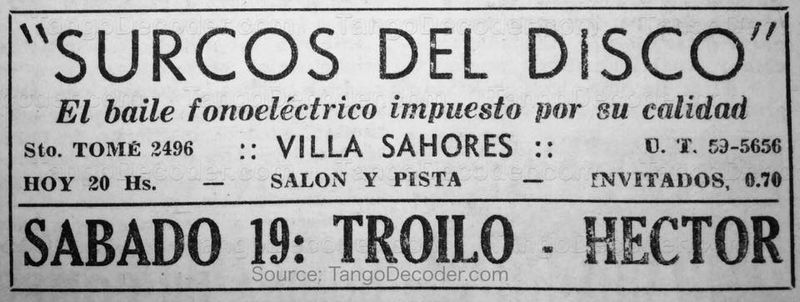 "SURCOS DEL DISCO"
El baile fonoeléctrico impuesto por su calidad
Sto. TOMÉ 2496 :: VILLA SAHORES :: U. T. 59-5656
HOY 20 Hs. — SALON Y PISTA — INVITADOS, 0.70
SABADO 19: TROILO - HECTOR
Source: TangoDecoder.com